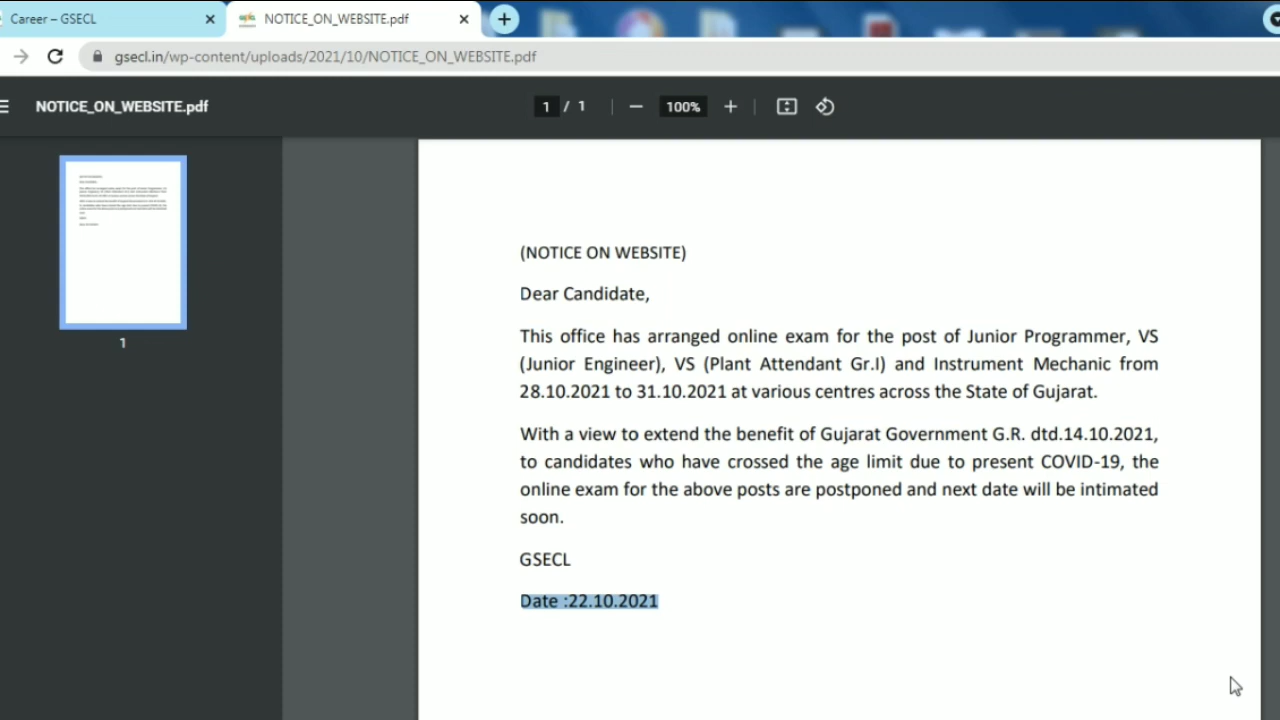 Career – GSECL
NOTICE_ON_WEBSITE.pdf
gsecl.in/wp-content/uploads/2021/10/NOTICE_ON_WEBSITE.pdf
NOTICE_ON_WEBSITE.pdf
1 / 1
100%
1
(NOTICE ON WEBSITE)
Dear Candidate,
This office has arranged online exam for the post of Junior Programmer, VS
(Junior Engineer), VS (Plant Attendant Gr.I) and Instrument Mechanic from
28.10.2021 to 31.10.2021 at various centres across the State of Gujarat.
With a view to extend the benefit of Gujarat Government G.R. dtd.14.10.2021,
to candidates who have crossed the age limit due to present COVID-19, the
online exam for the above posts are postponed and next date will be intimated
soon.
GSECL
Date :22.10.2021